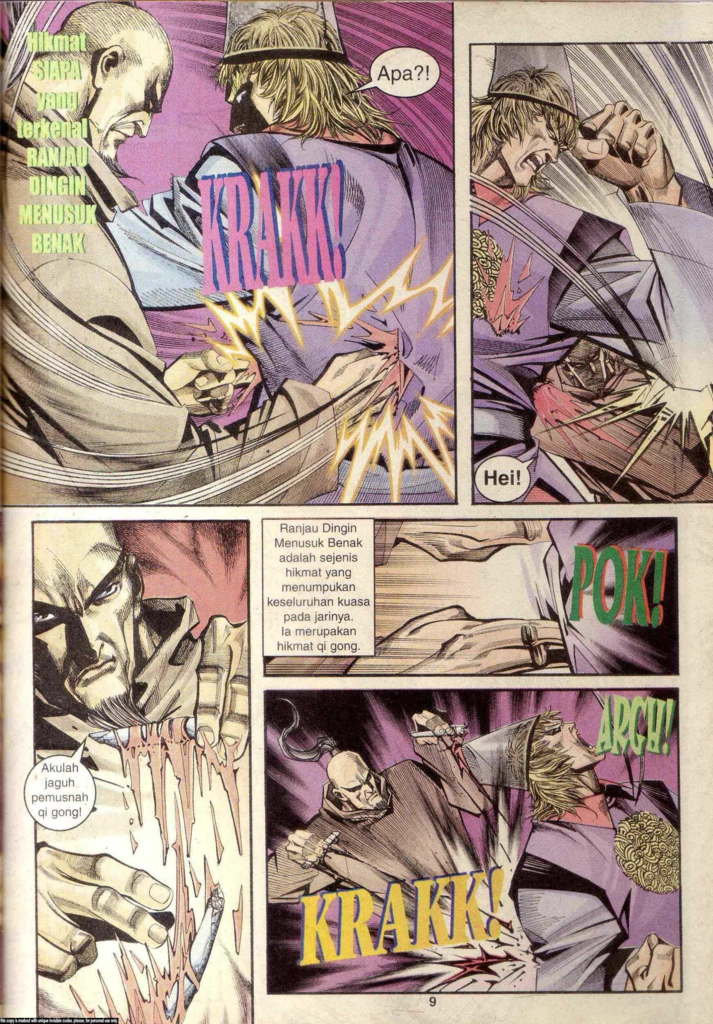 Hikmat
SIAPA
yang
terkenal
RANJAU
DINGIN
MENUSUK
BENAK
Apa?!
KRAKK!
Hei!
Ranjau Dingin
Menusuk Benak
adalah sejenis
hikmat yang
menumpukan
keseluruhan kuasa
pada jarinya.
Ia merupakan
hikmat qi gong.
POK!
Akulah
jaguh
pemusnah
qi gong!
ARGH!
KRAKK!
9